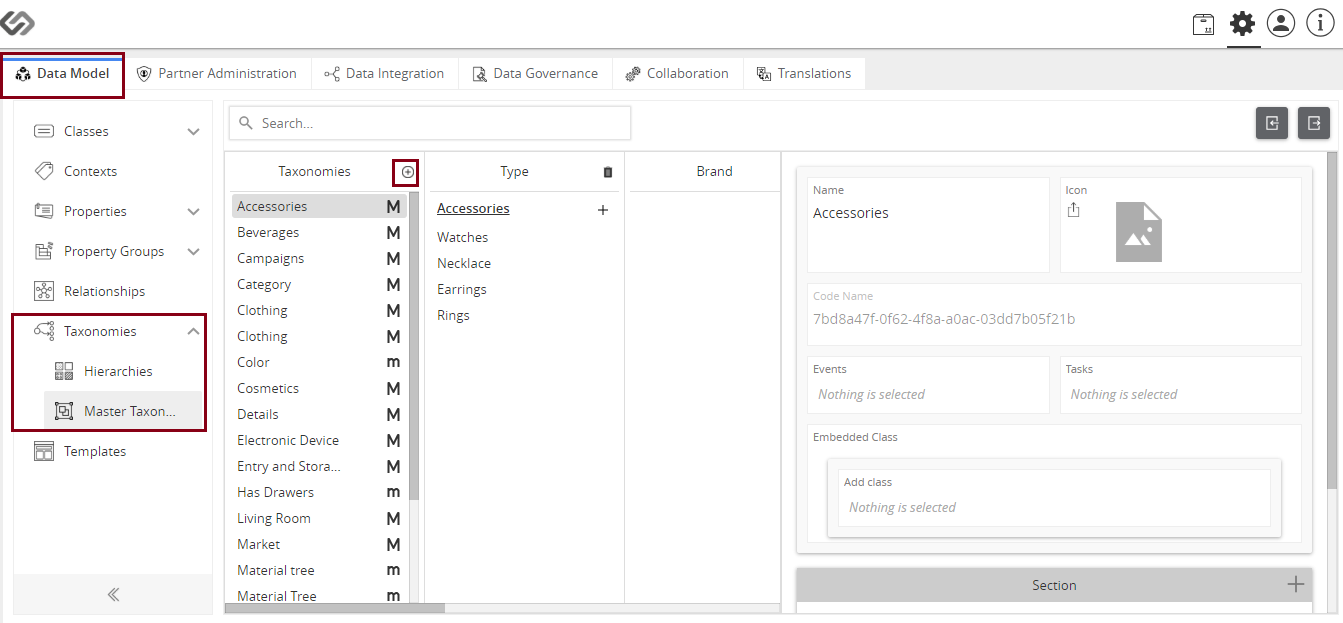 Data Model
Partner Administration
Data Integration
Data Governance
Collaboration
Translations
Classes
Contexts
Properties
Property Groups
Relationships
Taxonomies
Hierarchies
Master Taxon...
Templates
Search...
Taxonomies
Accessories M
Beverages M
Campaigns M
Category M
Clothing M
Clothing M
Color m
Cosmetics M
Details M
Electronic Device M
Entry and Stora... M
Has Drawers m
Living Room M
Market M
Material tree m
Material Tree m
Type
Accessories
Watches
Necklace
Earrings
Rings
Brand
Name
Accessories
Icon
Code Name
7bd8a47f-0f62-4f8a-a0ac-03dd7b05f21b
Events
Nothing is selected
Tasks
Nothing is selected
Embedded Class
Add class
Nothing is selected
Section